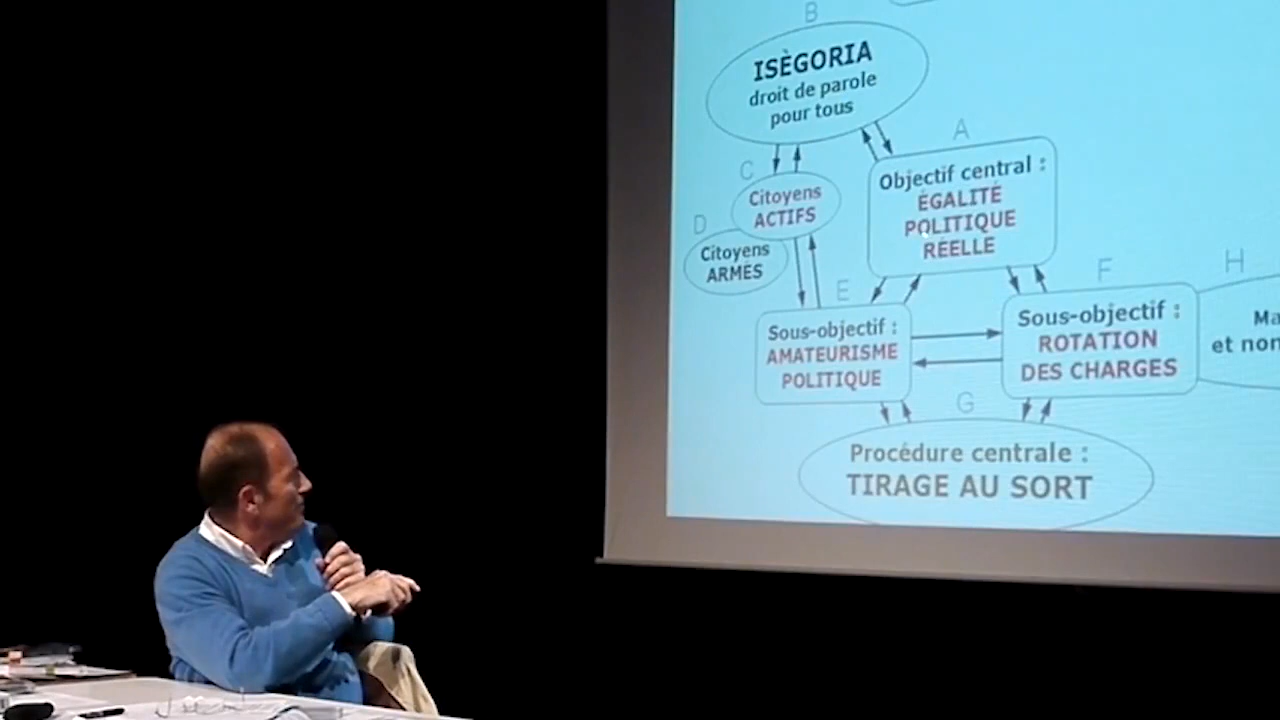 B
ISÈGORIA
droit de parole
pour tous
A
Objectif central :
ÉGALITÉ
POLITIQUE
RÉELLE
C
Citoyens
ACTIFS
D
Citoyens
ARMÉS
E
Sous-objectif :
AMATEURISME
POLITIQUE
F
Sous-objectif :
ROTATION
DES CHARGES
H
et
G
Procédure centrale :
TIRAGE AU SORT